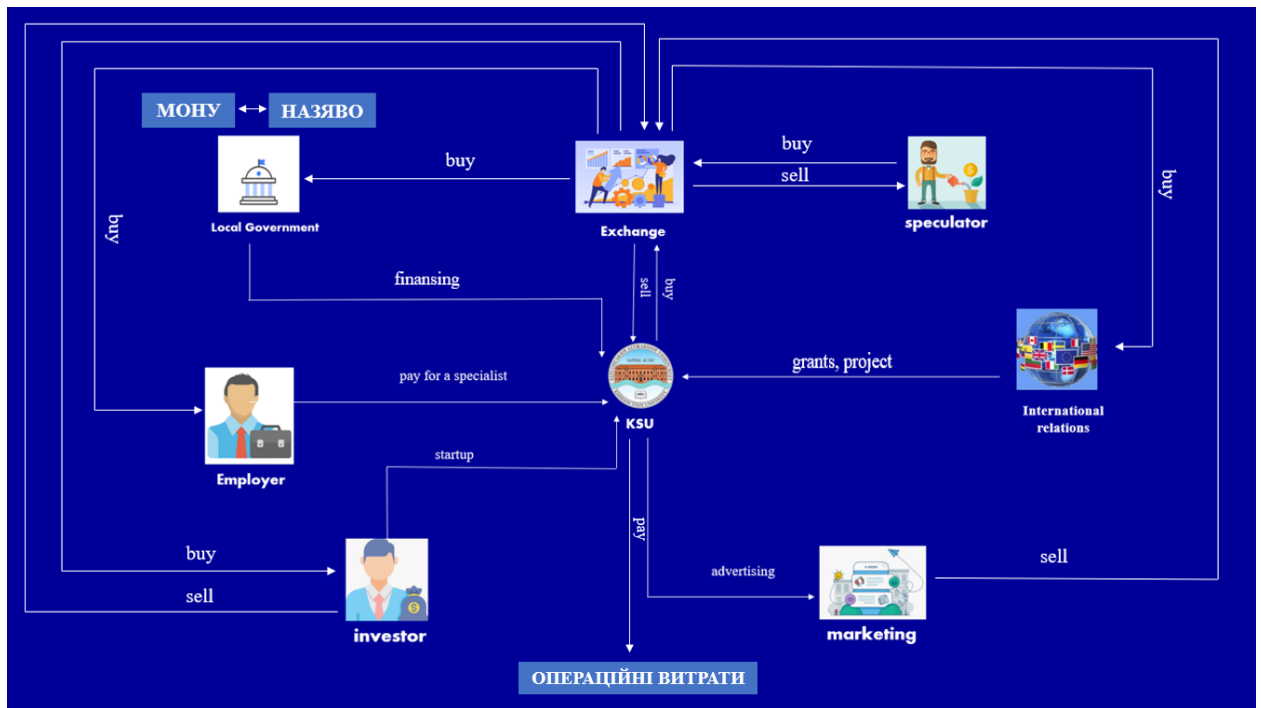 МОНУ
НАЗЯВО
buy
buy
sell
buy
buy
Local Government
Exchange
speculator
finansing
sell
buy
grants, project
pay for a specialist
KSU
International
relations
Employer
startup
pay
buy
sell
advertising
sell
investor
marketing
ОПЕРАЦІЙНІ ВИТРАТИ